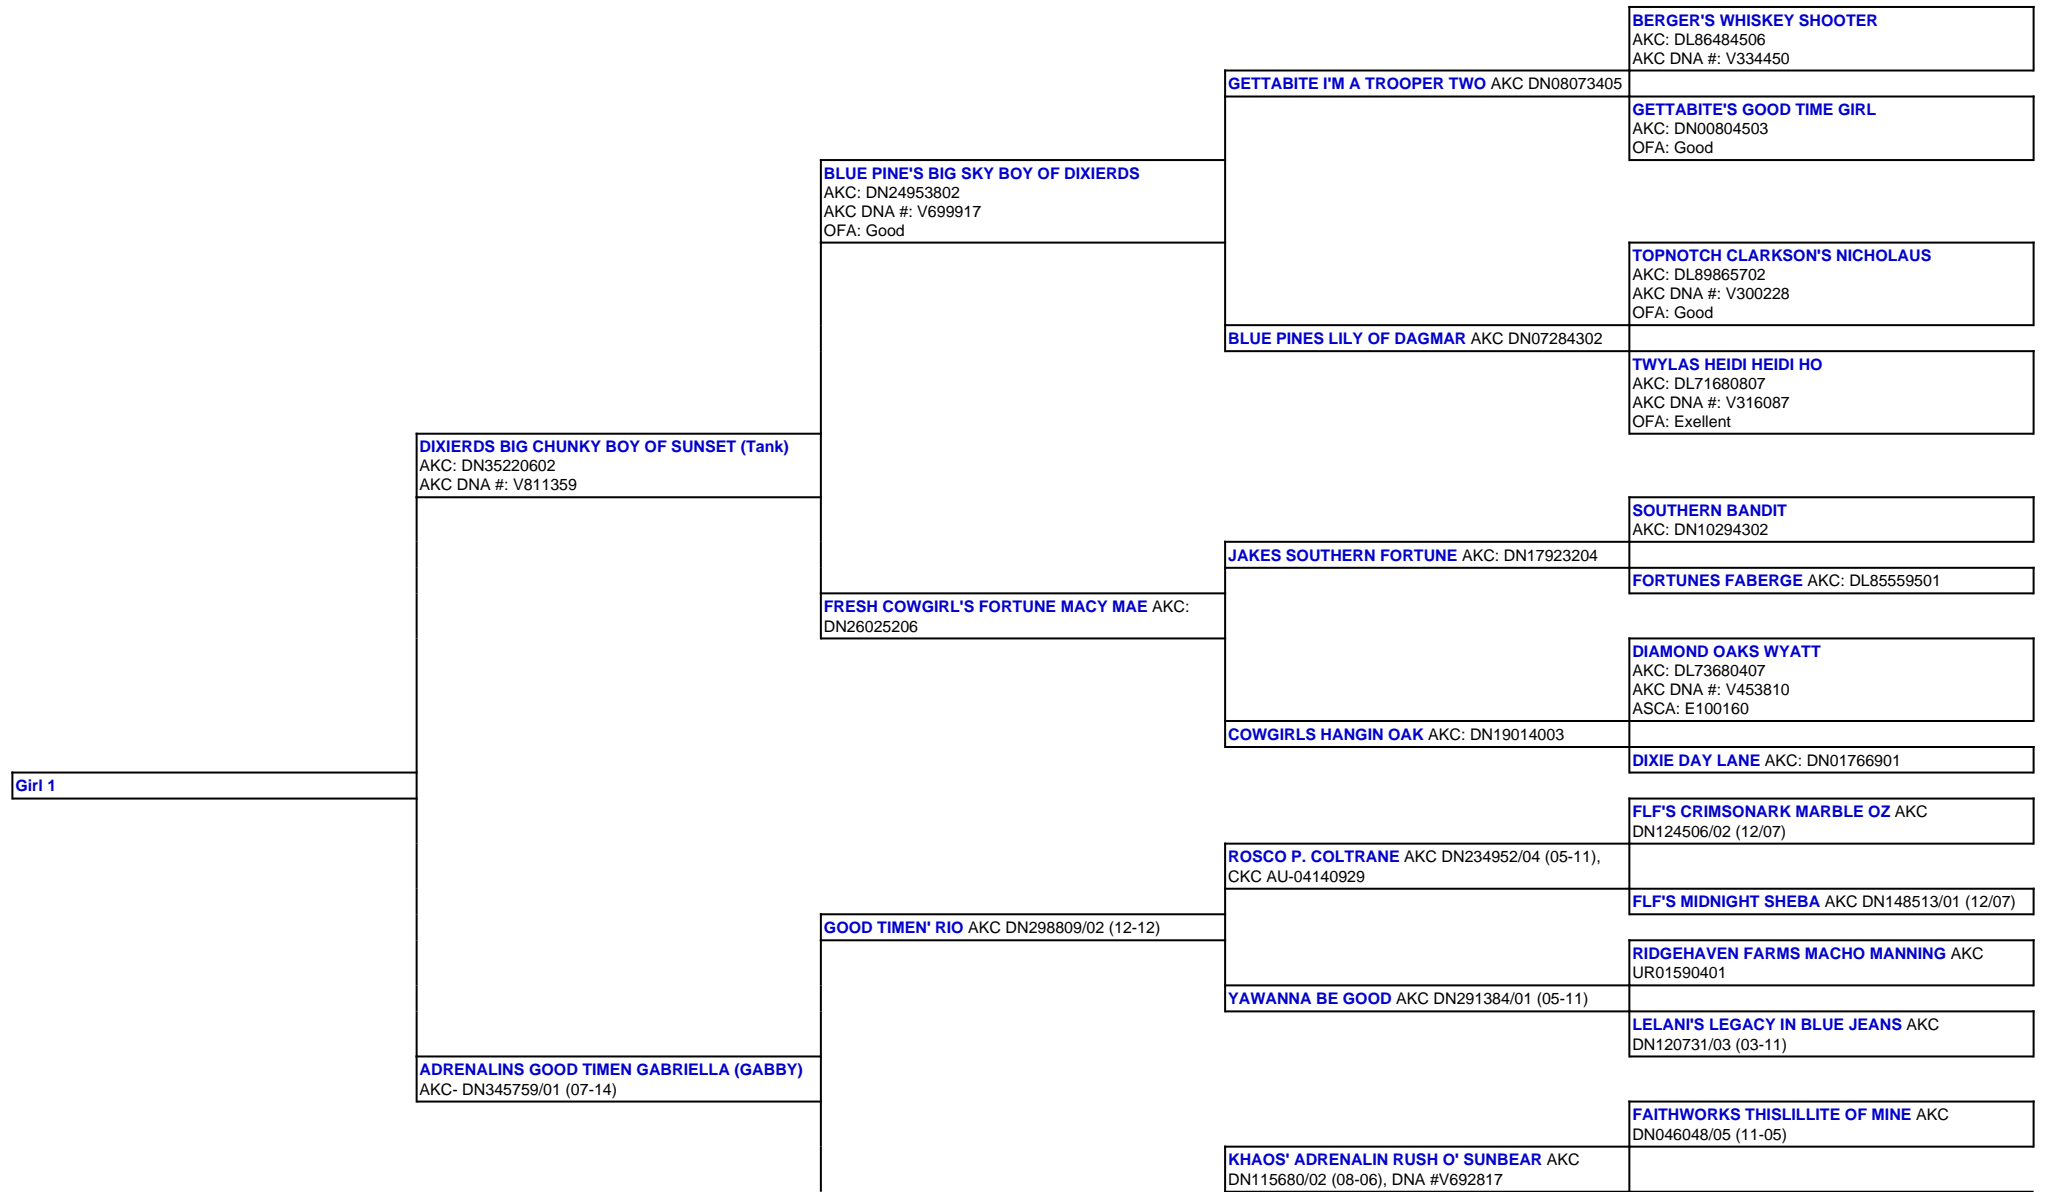 BERGER'S WHISKEY SHOOTER
AKC: DL86484506
AKC DNA #: V334450
GETTABITE I'M A TROOPER TWO AKC DN08073405
GETTABITE'S GOOD TIME GIRL
AKC: DN00804503
OFA: Good
BLUE PINE'S BIG SKY BOY OF DIXIERDS
AKC: DN24953802
AKC DNA #: V699917
OFA: Good
TOPNOTCH CLARKSON'S NICHOLAUS
AKC: DL89865702
AKC DNA #: V300228
OFA: Good
BLUE PINES LILY OF DAGMAR AKC DN07284302
TWYLAS HEIDI HEIDI HO
AKC: DL71680807
AKC DNA #: V316087
OFA: Exellent
DIXIERDS BIG CHUNKY BOY OF SUNSET (Tank)
AKC: DN35220602
AKC DNA #: V811359
SOUTHERN BANDIT
AKC: DN10294302
JAKES SOUTHERN FORTUNE AKC: DN17923204
FORTUNES FABERGE AKC: DL85559501
FRESH COWGIRL'S FORTUNE MACY MAE AKC:
DN26025206
DIAMOND OAKS WYATT
AKC: DL73680407
AKC DNA #: V453810
ASCA: E100160
COWGIRLS HANGIN OAK AKC: DN19014003
DIXIE DAY LANE AKC: DN01766901
Girl 1
FLF'S CRIMSONARK MARBLE OZ AKC
DN124506/02 (12/07)
ROSCO P. COLTRANE AKC DN234952/04 (05-11),
CKC AU-04140929
FLF'S MIDNIGHT SHEBA AKC DN148513/01 (12/07)
GOOD TIMEN' RIO AKC DN298809/02 (12-12)
RIDGEHAVEN FARMS MACHO MANNING AKC
UR01590401
YAWANNA BE GOOD AKC DN291384/01 (05-11)
LELANI'S LEGACY IN BLUE JEANS AKC
DN120731/03 (03-11)
ADRENALINS GOOD TIMEN GABRIELLA (GABBY)
AKC- DN345759/01 (07-14)
FAITHWORKS THISLILLITE OF MINE AKC
DN046048/05 (11-05)
KHAOS' ADRENALIN RUSH O' SUNBEAR AKC
DN115680/02 (08-06), DNA #V692817